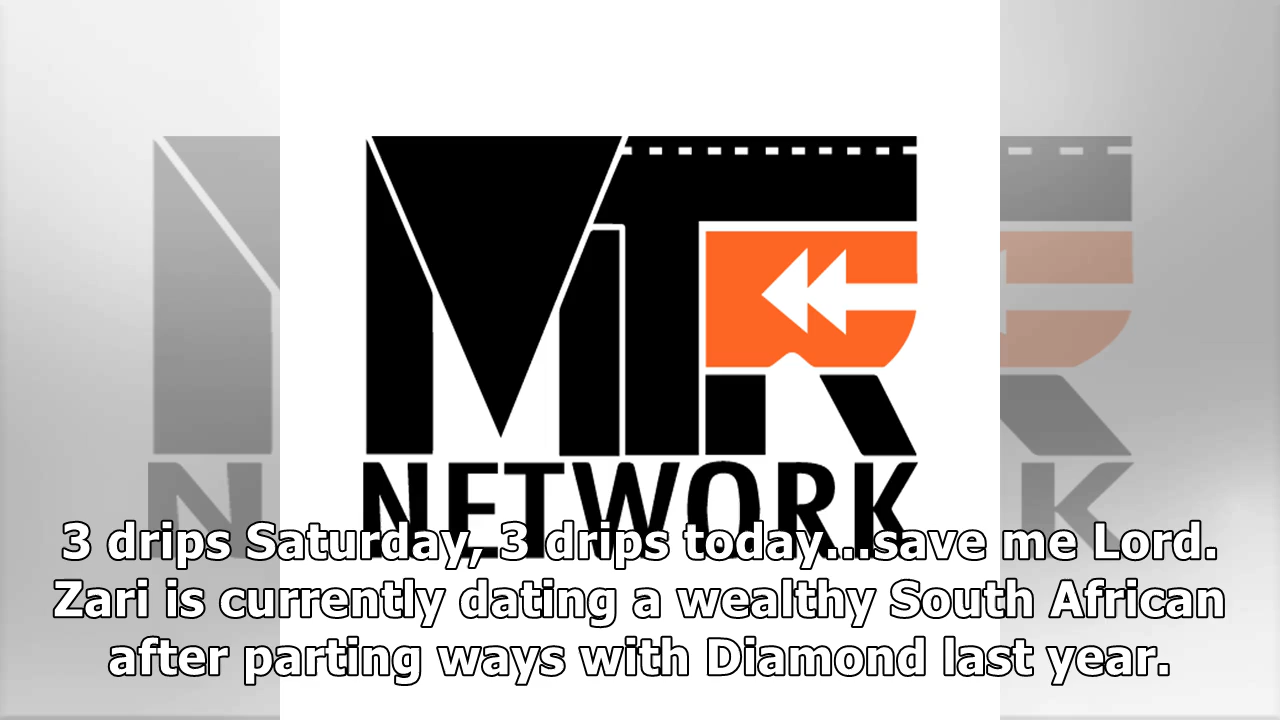 MTR
NETWORK
3 drips Saturday, 3 drips today...save me Lord.
Zari is currently dating a wealthy South African
after parting ways with Diamond last year.